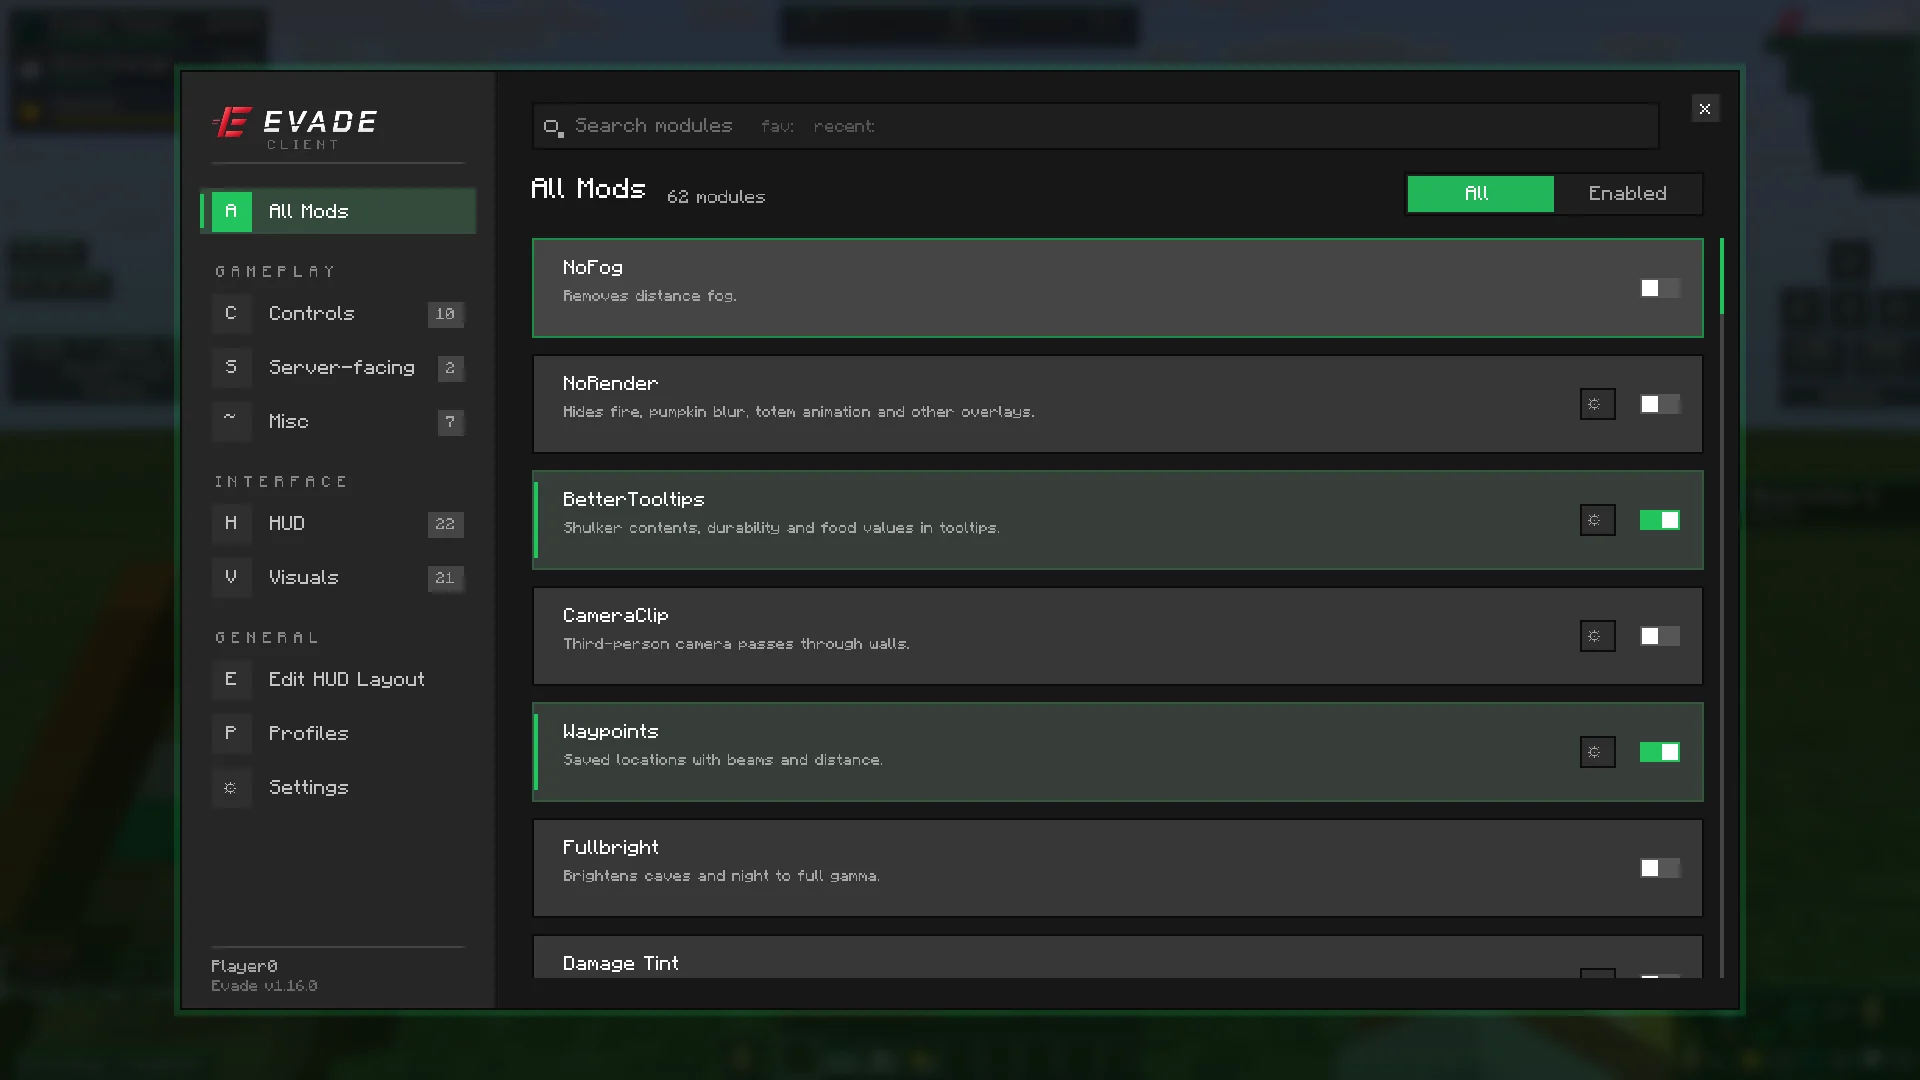 EVADE
CLIENT
A All Mods
GAMEPLAY
C Controls 10
S Server-facing 2
~ Misc 7
INTERFACE
H HUD 22
V Visuals 21
GENERAL
E Edit HUD Layout
P Profiles
Settings
Player0
Evade v1.16.0
Search modules fav: recent:
x
All Mods 62 modules
All Enabled
NoFog
Removes distance fog.
NoRender
Hides fire, pumpkin blur, totem animation and other overlays.
BetterTooltips
Shulker contents, durability and food values in tooltips.
CameraClip
Third-person camera passes through walls.
Waypoints
Saved locations with beams and distance.
Fullbright
Brightens caves and night to full gamma.
Damage Tint